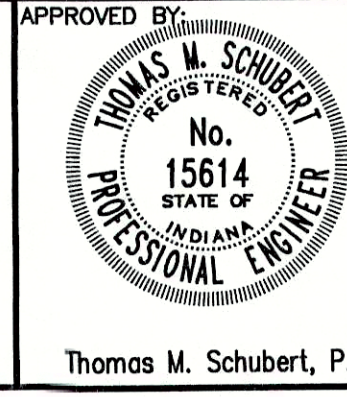 APPROVED BY:
THOMAS M. SCHUBERT
REGISTERED
No.
15614
STATE OF
INDIANA
PROFESSIONAL ENGINEER
Thomas M. Schubert, P.